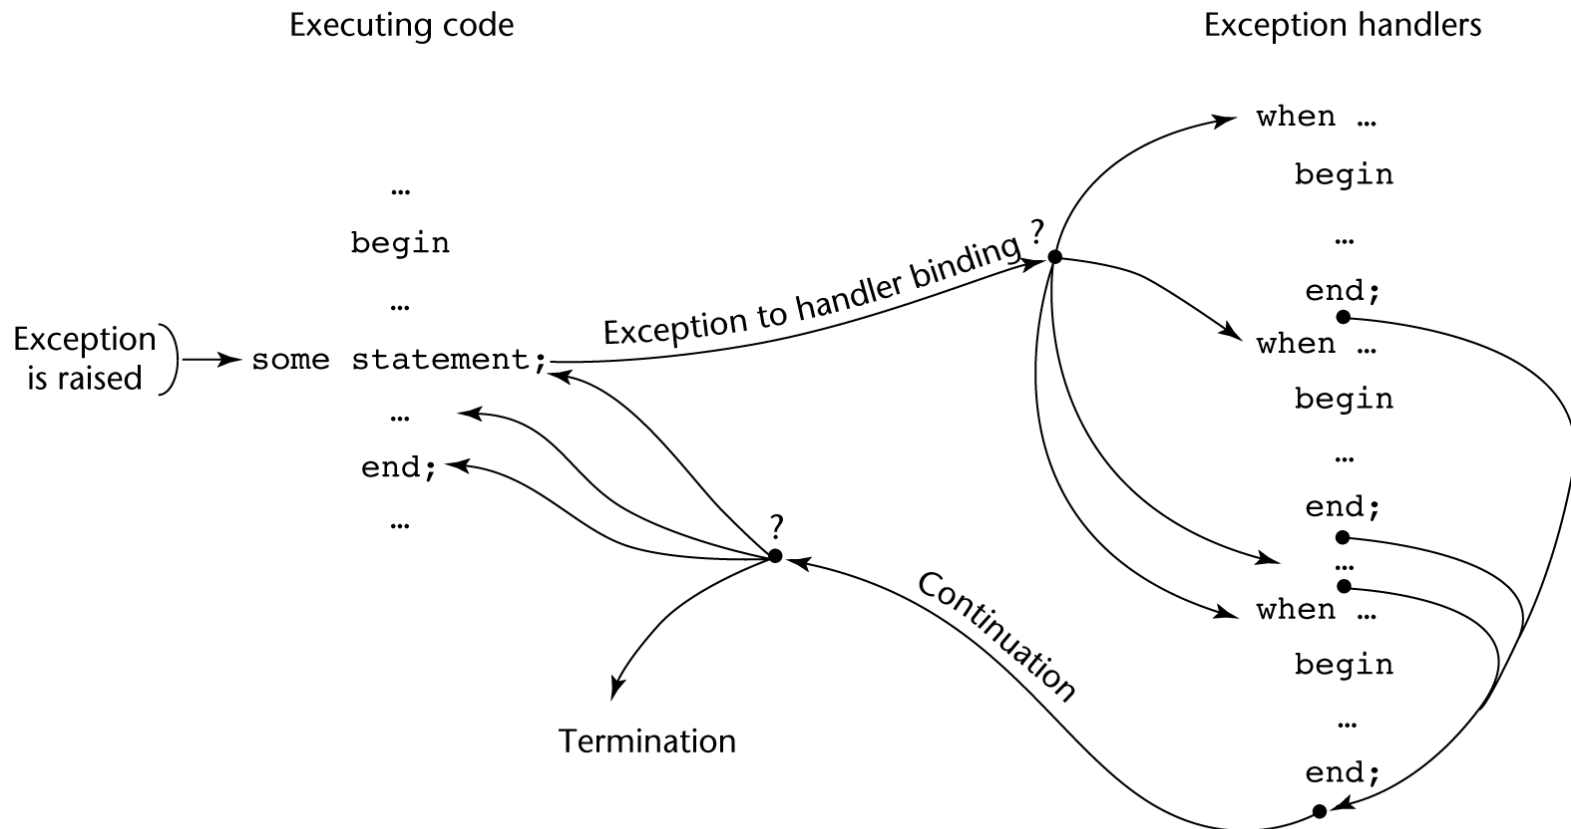 Executing code
…
begin
…
Exception
is raised
some statement;
…
end;
…
Exception to handler binding
?
Exception handlers
when …
begin
…
end;
when …
begin
…
end;
…
when …
begin
…
end;
Continuation
?
Termination